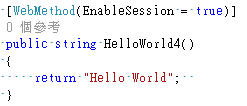 [WebMethod(EnableSession = true)]
0 個參考
public string HelloWorld4()
{
    return "Hello World";
}